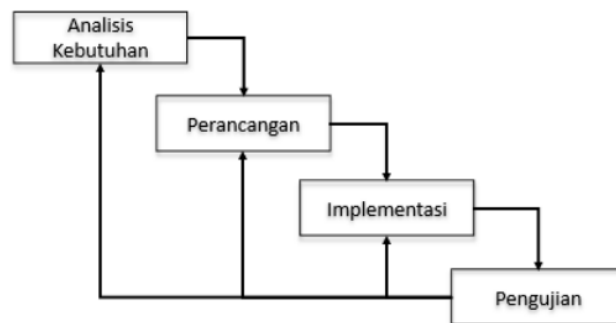 Analisis
Kebutuhan
Perancangan
Implementasi
Pengujian